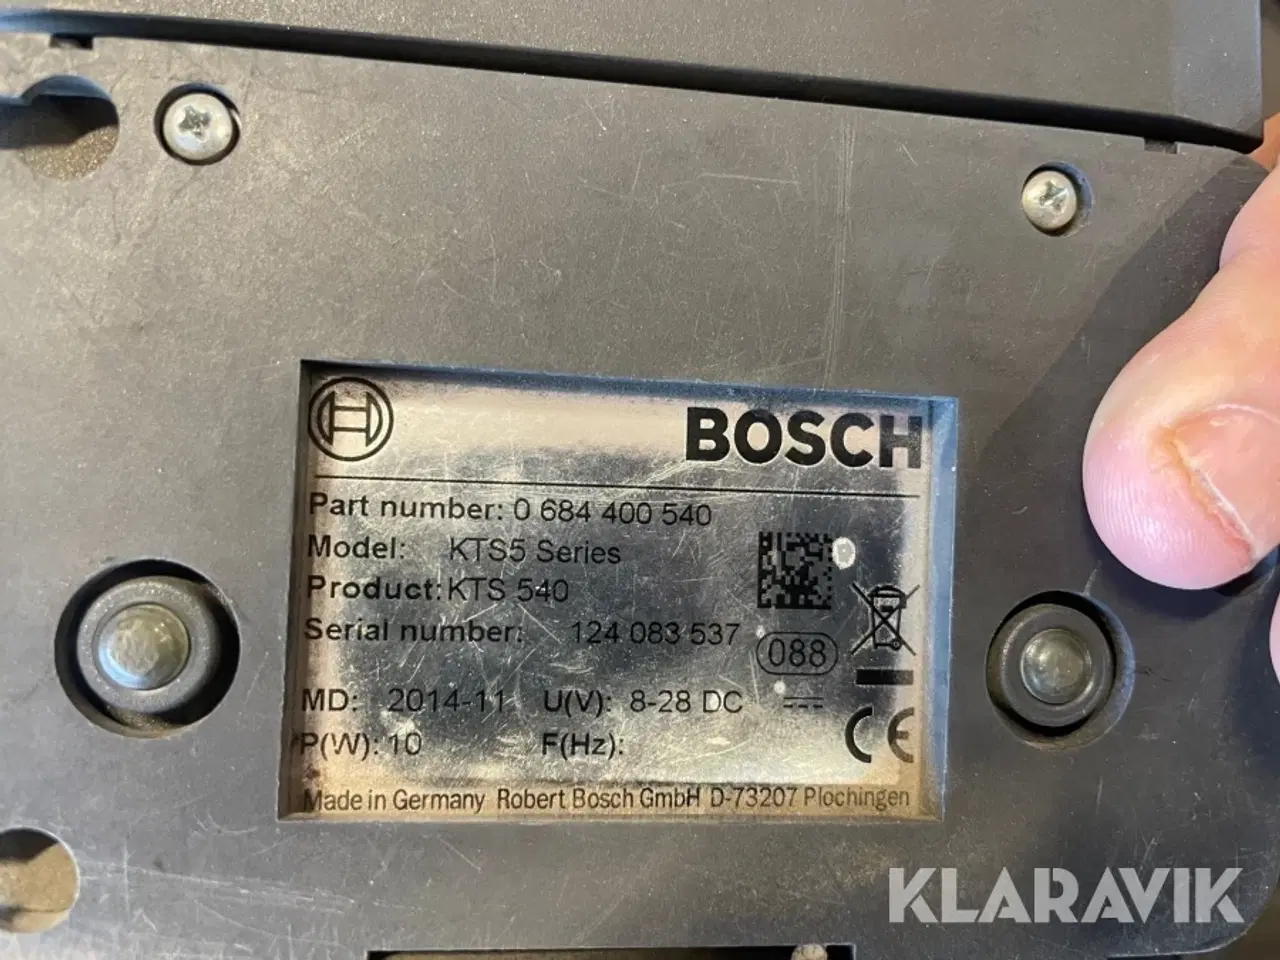 BOSCH
Part number: 0 684 400 540
Model: KTS5 Series
Product: KTS 540
Serial number: 124 083 537
088
MD: 2014-11 U(V): 8-28 DC
P(W): 10 F(Hz):
CE
Made in Germany Robert Bosch GmbH D-73207 Plochingen
KLARAVIK